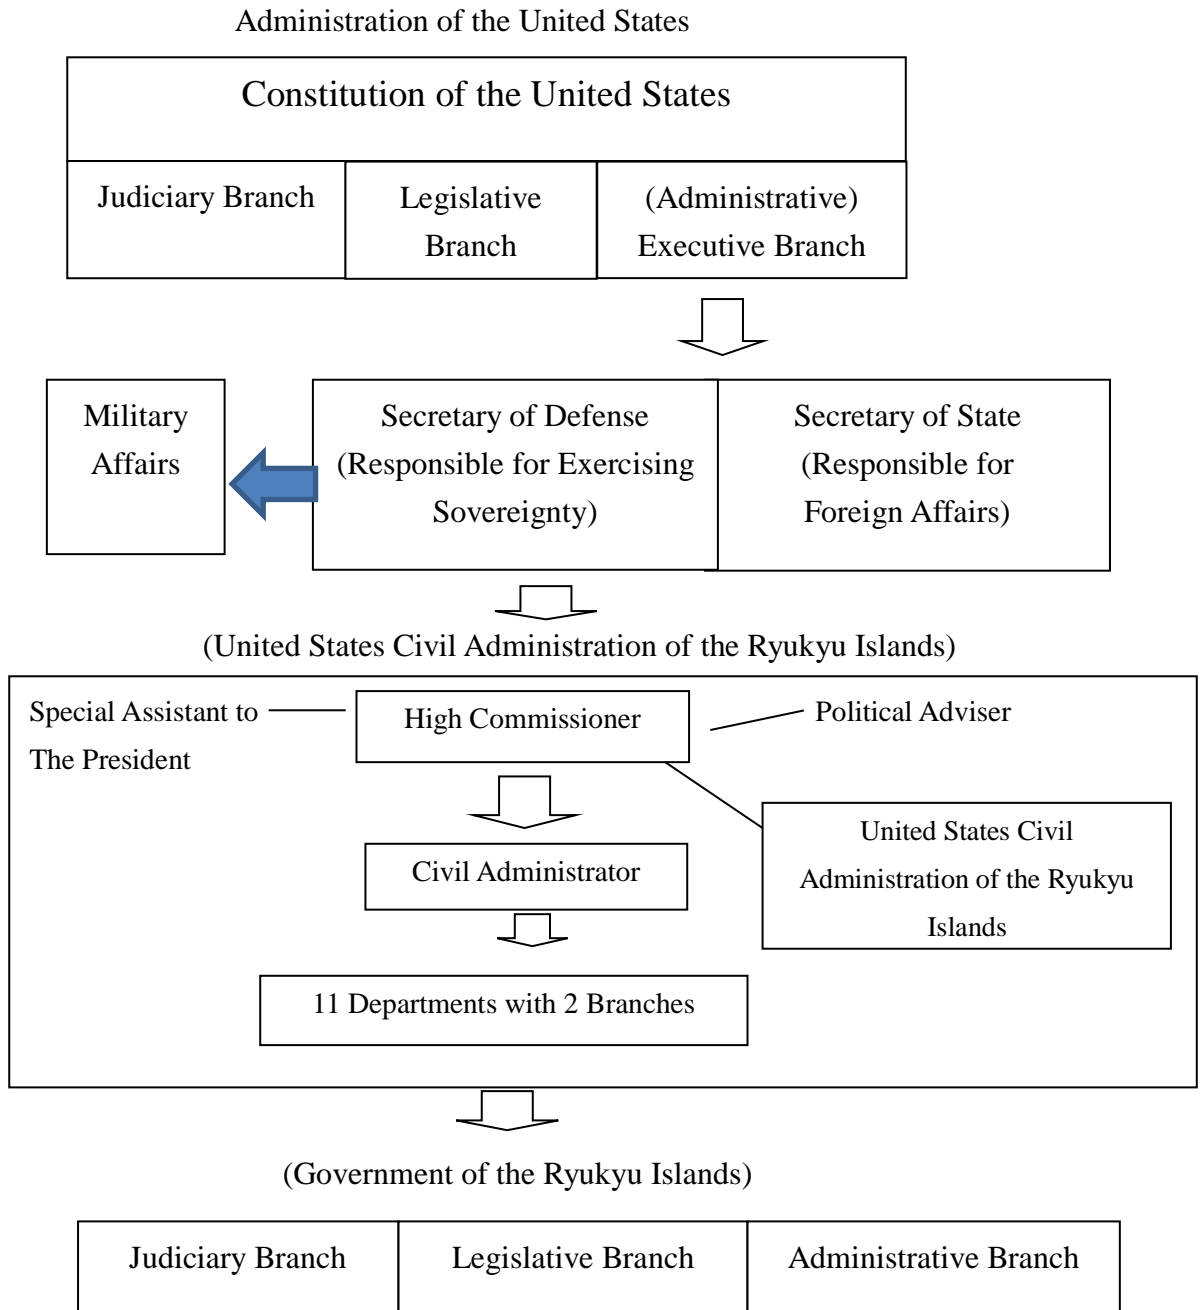 Administration of the United States
Constitution of the United States
Judiciary Branch
Legislative
Branch
(Administrative)
Executive Branch
Military
Affairs
Secretary of Defense
(Responsible for Exercising
Sovereignty)
Secretary of State
(Responsible for
Foreign Affairs)
(United States Civil Administration of the Ryukyu Islands)
Special Assistant to
The President
High Commissioner
Political Adviser
United States Civil
Administration of the Ryukyu
Islands
Civil Administrator
11 Departments with 2 Branches
(Government of the Ryukyu Islands)
Judiciary Branch
Legislative Branch
Administrative Branch